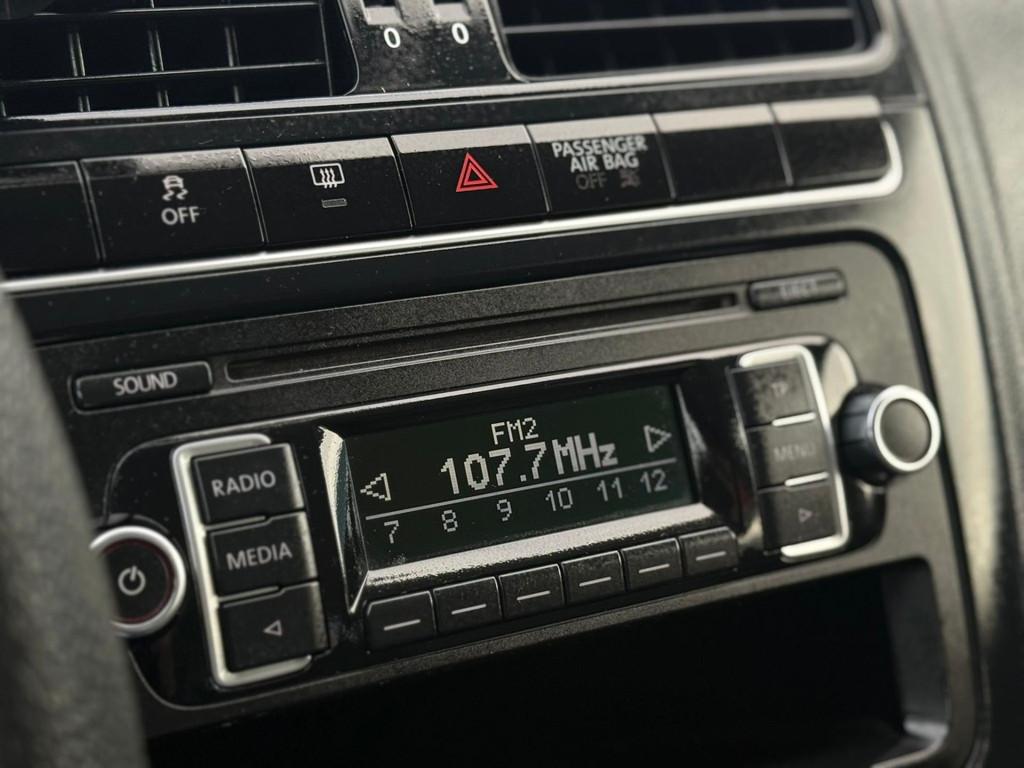 0 0
OFF
PASSENGER
AIR BAG
OFF
EJECT
SOUND
TP
RADIO
FM2
MENU
107.7 MHz
MEDIA
7 8 9 10 11 12